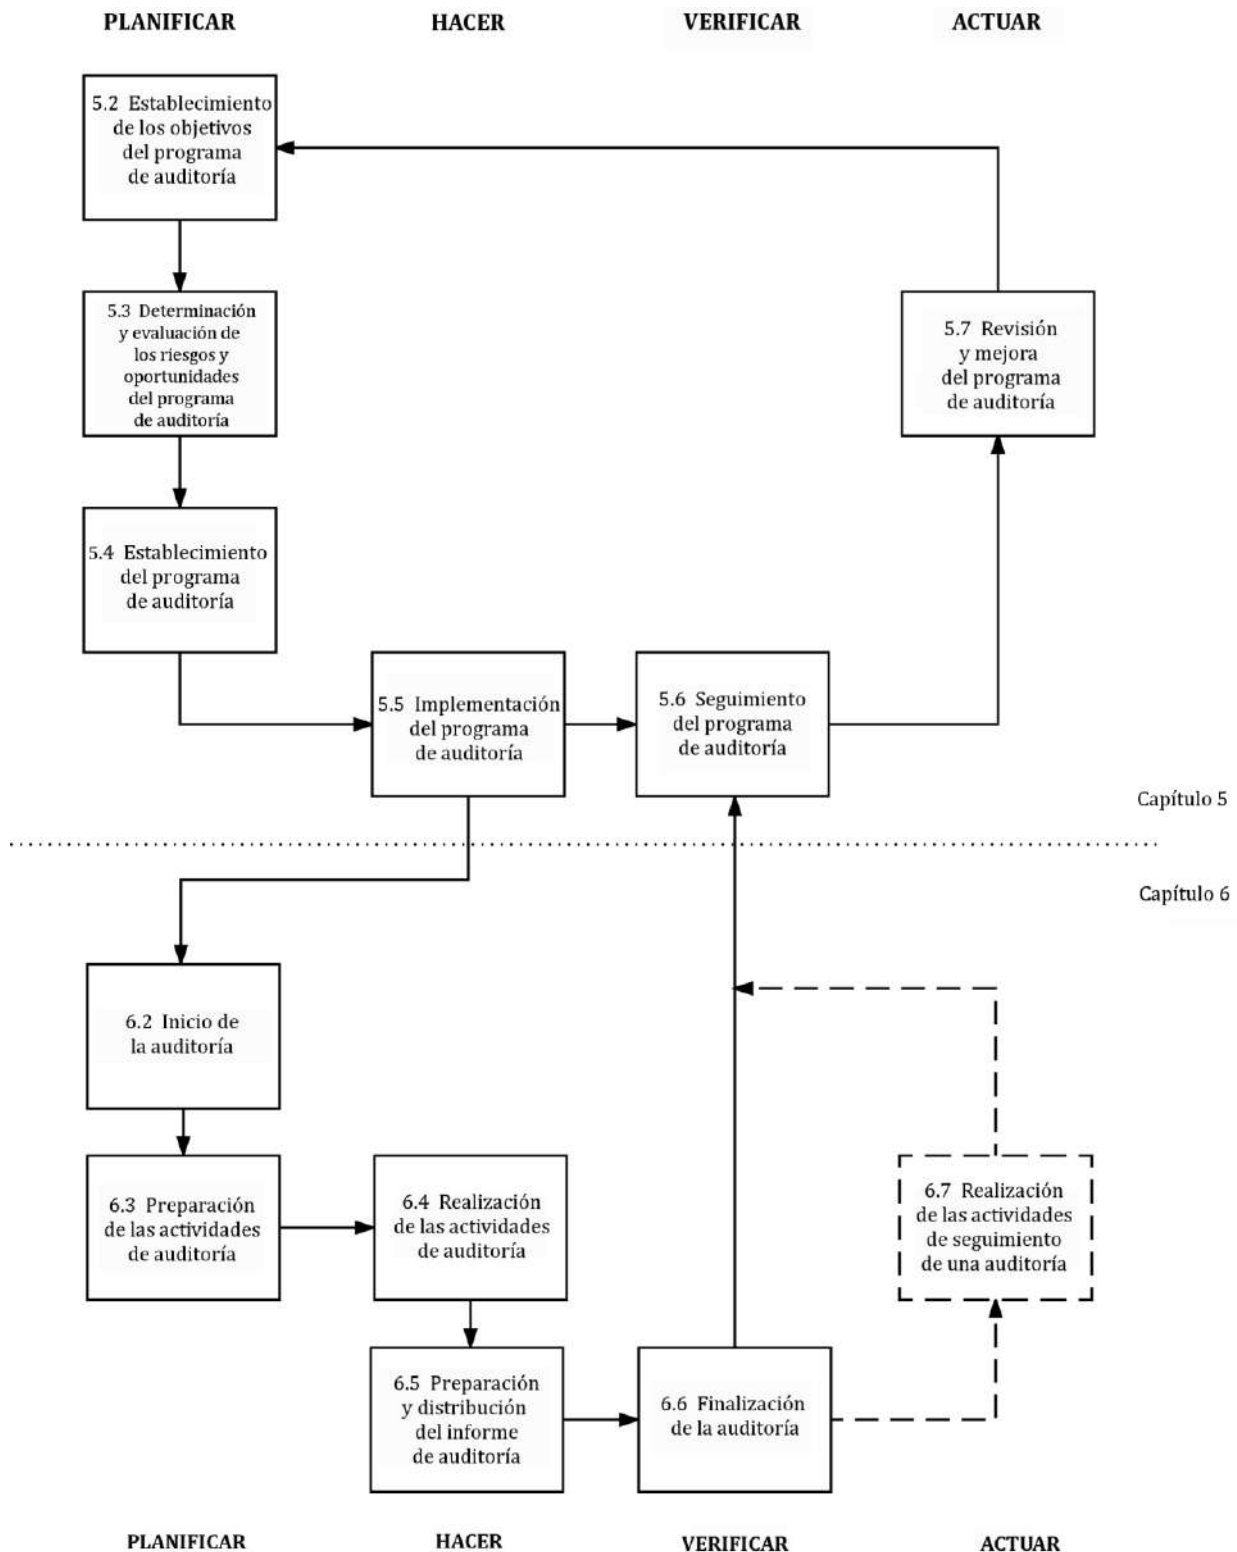 PLANIFICAR
HACER
VERIFICAR
ACTUAR
5.2 Establecimiento
de los objetivos
del programa
de auditoría
5.3 Determinación
y evaluación de
los riesgos y
oportunidades
del programa
de auditoría
5.7 Revisión
y mejora
del programa
de auditoría
5.4 Establecimiento
del programa
de auditoría
5.5 Implementación
del programa
de auditoría
5.6 Seguimiento
del programa
de auditoría
Capítulo 5
Capítulo 6
6.2 Inicio de
la auditoría
6.3 Preparación
de las actividades
de auditoría
6.4 Realización
de las actividades
de auditoría
6.7 Realización
de las actividades
de seguimiento
de una auditoría
6.5 Preparación
y distribución
del informe
de auditoría
6.6 Finalización
de la auditoría
PLANIFICAR
HACER
VERIFICAR
ACTUAR